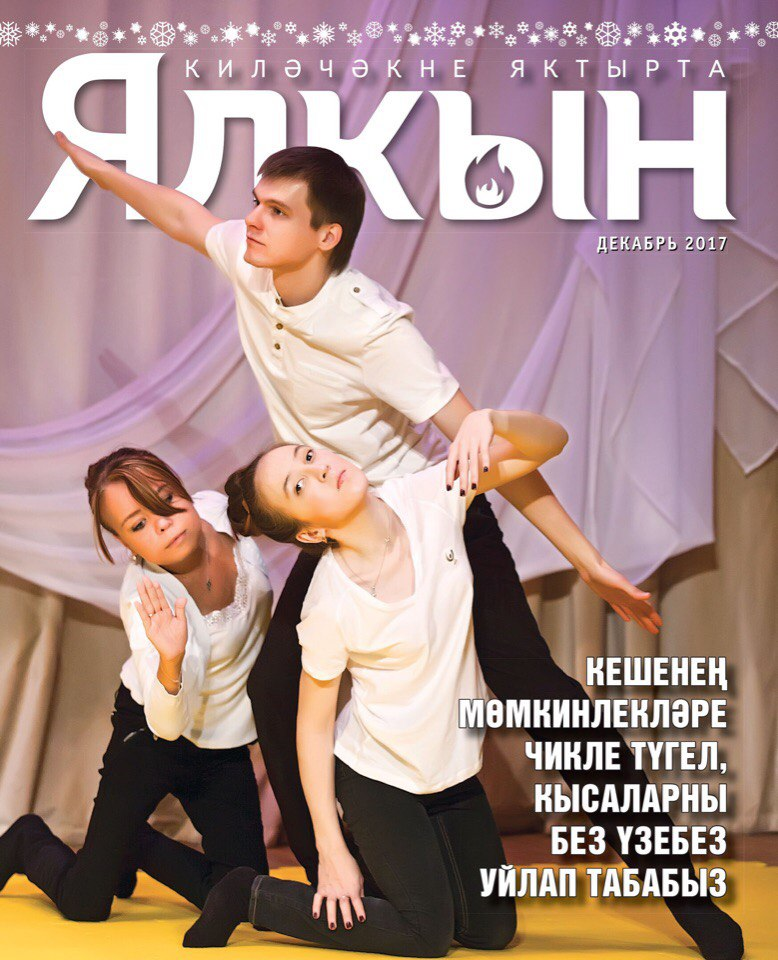 КИЛӘЧӘКНЕ ЯКТЫРТА
ЯЛКЫН
ДЕКАБРЬ 2017
КЕШЕНЕҢ
МӨМКИНЛЕКЛӘРЕ
ЧИКЛЕ ТҮГЕЛ,
КЫСАЛАРНЫ
БЕЗ ҮЗЕБЕЗ
УЙЛАП ТАБАБЫЗ